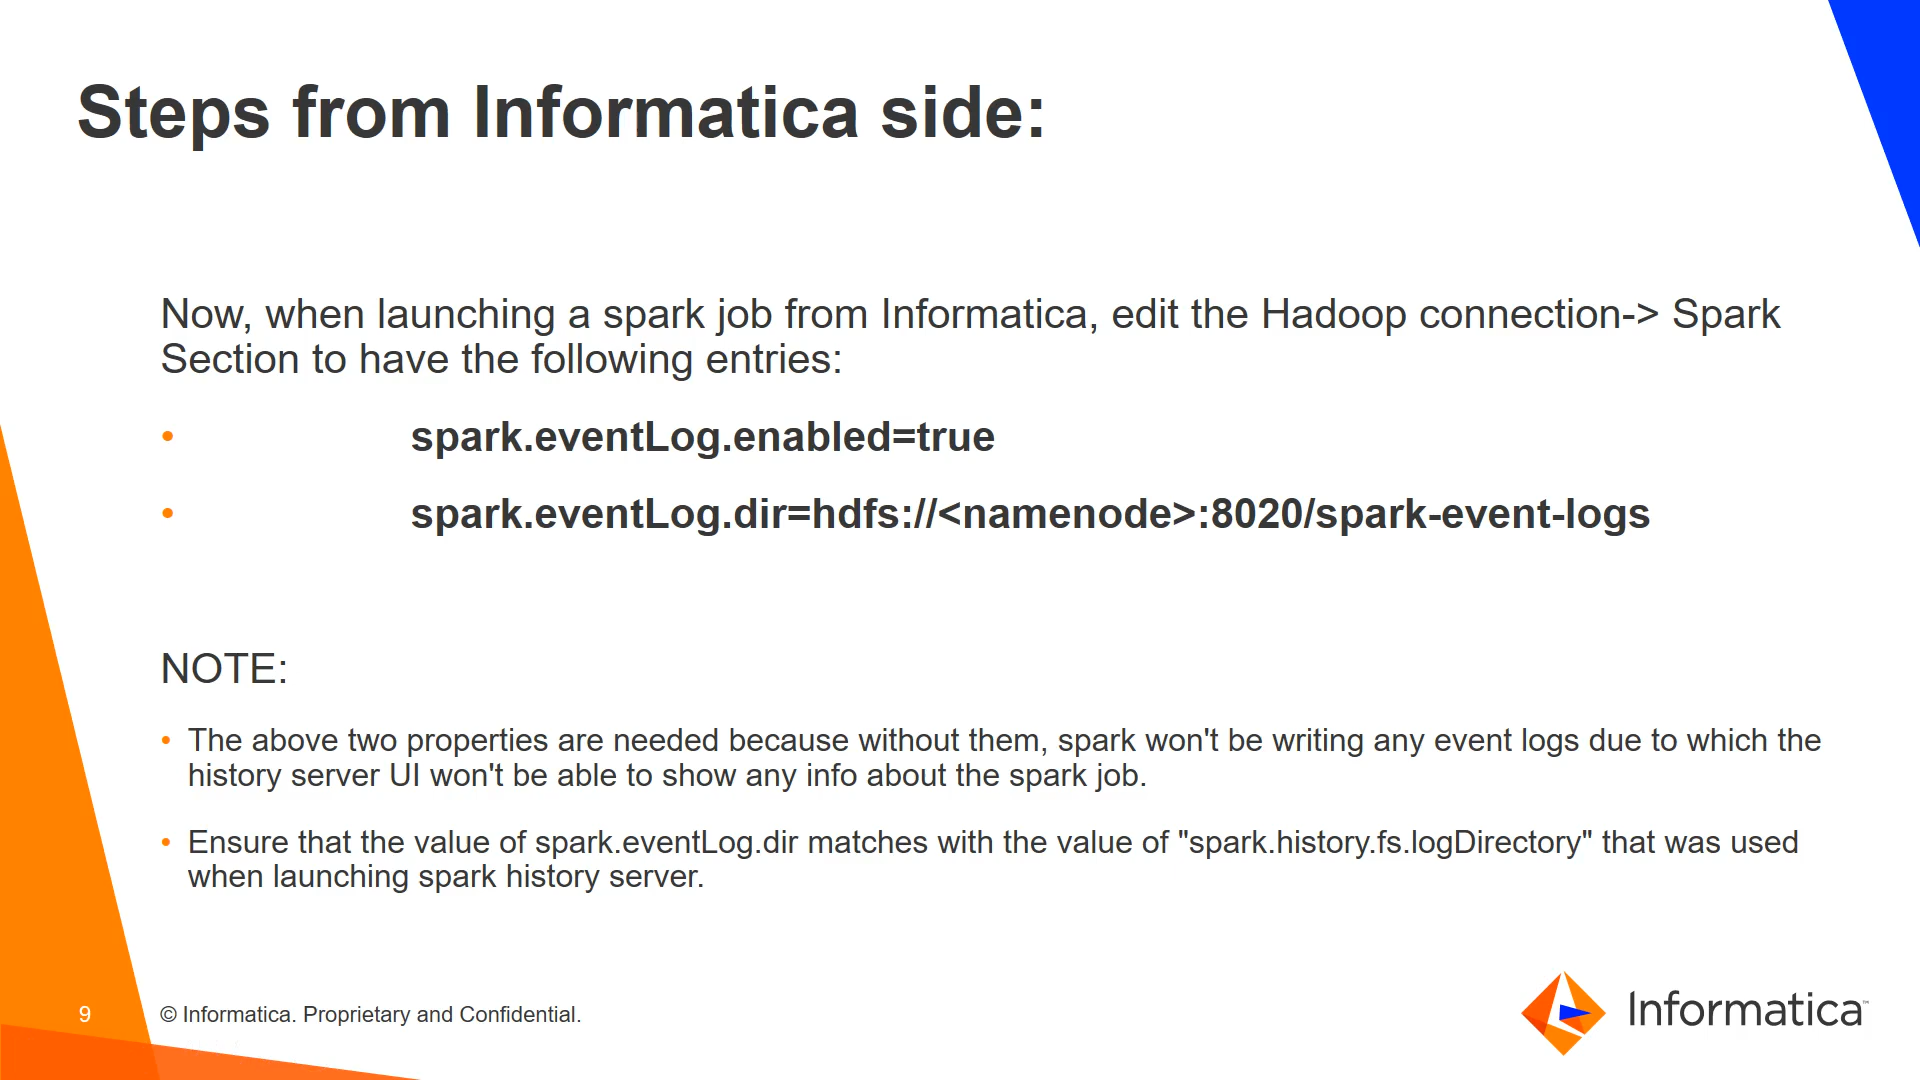 Steps from Informatica side:
Now, when launching a spark job from Informatica, edit the Hadoop connection-> Spark
Section to have the following entries:
• spark.eventLog.enabled=true
• spark.eventLog.dir=hdfs://<namenode>:8020/spark-event-logs
NOTE:
• The above two properties are needed because without them, spark won't be writing any event logs due to which the
history server UI won't be able to show any info about the spark job.
• Ensure that the value of spark.eventLog.dir matches with the value of "spark.history.fs.logDirectory" that was used
when launching spark history server.
9 © Informatica. Proprietary and Confidential.
Informatica™